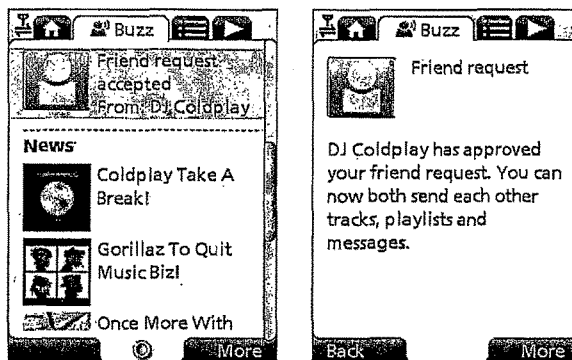 Buzz
Friend request
accepted
From: DJ Coldplay
News
Coldplay Take A
Break!
Gorillaz To Quit
Music Biz!
Once More With
More
Buzz
Friend request
DJ Coldplay has approved
your friend request. You can
now both send each other
tracks, playlists and
messages.
Back
More